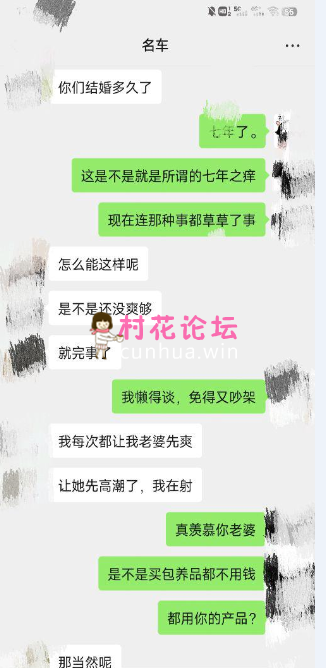 名车
你们结婚多久了
七年了。
这是不是就是所谓的七年之痒
现在连那种事都草草了事
怎么能这样呢
是不是还没爽够
村花论坛
就完事了
cunhua.win
我懒得谈，免得又吵架
我每次都让我老婆先爽
让她先高潮了，我在射
真羡慕你老婆
是不是买包养品都不用钱
都用你的产品？
那当然呢